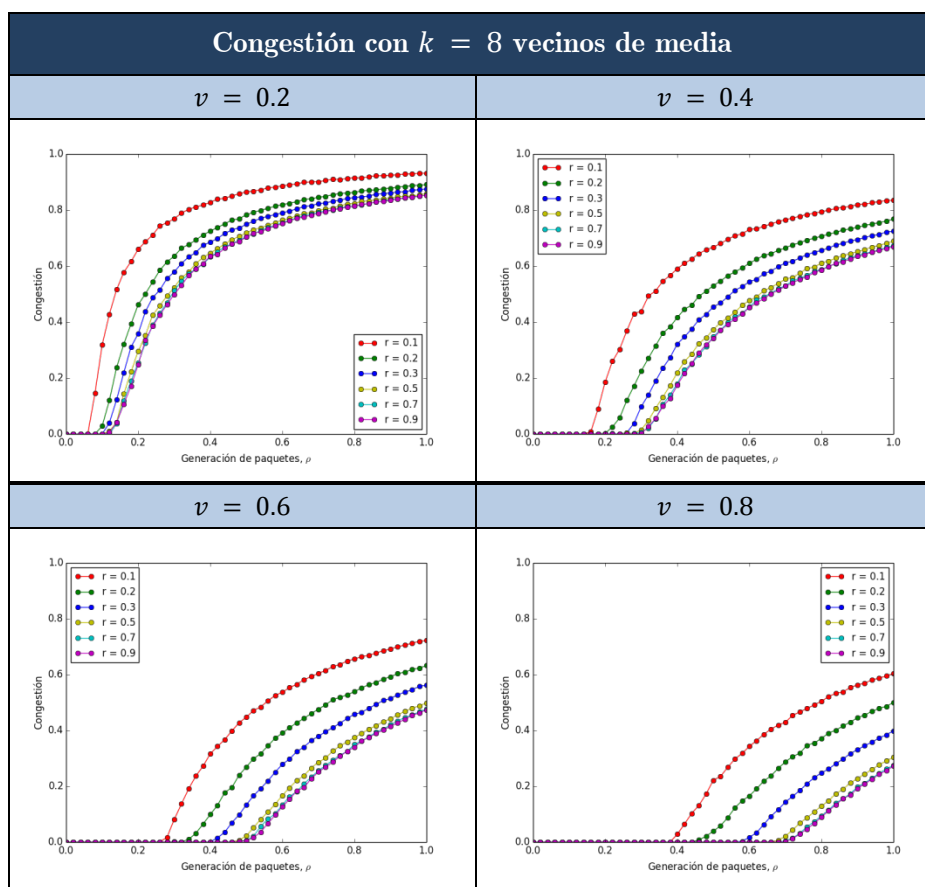 Congestión con k = 8 vecinos de media
v = 0.2
v = 0.4
1.0
0.8
0.6
0.4
0.2
0.0
Congestión
0.0 0.2 0.4 0.6 0.8 1.0
Generación de paquetes, ρ
r = 0.1
r = 0.2
r = 0.3
r = 0.5
r = 0.7
r = 0.9
1.0
0.8
0.6
0.4
0.2
0.0
Congestión
0.0 0.2 0.4 0.6 0.8 1.0
Generación de paquetes, ρ
r = 0.1
r = 0.2
r = 0.3
r = 0.5
r = 0.7
r = 0.9
v = 0.6
v = 0.8
1.0
0.8
0.6
0.4
0.2
0.0
Congestión
0.0 0.2 0.4 0.6 0.8 1.0
Generación de paquetes, ρ
r = 0.1
r = 0.2
r = 0.3
r = 0.5
r = 0.7
r = 0.9
1.0
0.8
0.6
0.4
0.2
0.0
Congestión
0.0 0.2 0.4 0.6 0.8 1.0
Generación de paquetes, ρ
r = 0.1
r = 0.2
r = 0.3
r = 0.5
r = 0.7
r = 0.9